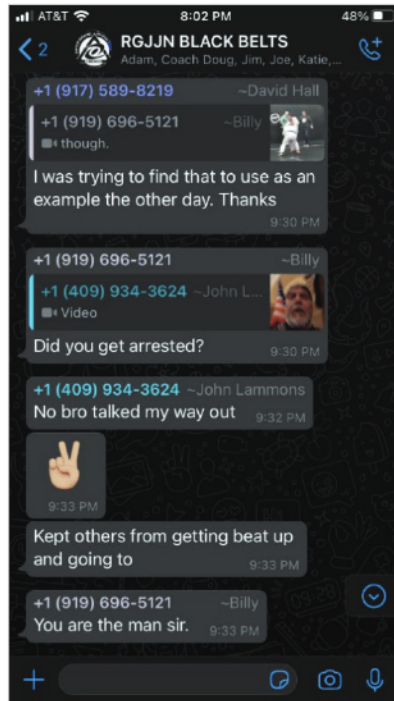 AT&T 8:02 PM 48%
2 RGJJN BLACK BELTS
Adam, Coach Doug, Jim, Joe, Katie,...
+1 (917) 589-8219 ~David Hall
+1 (919) 696-5121 ~Billy
though.
I was trying to find that to use as an
example the other day. Thanks
9:30 PM
+1 (919) 696-5121 ~Billy
+1 (409) 934-3624 ~John L...
Video
Did you get arrested? 9:30 PM
+1 (409) 934-3624 ~John Lammons
No bro talked my way out 9:32 PM
9:33 PM
Kept others from getting beat up
and going to 9:33 PM
+1 (919) 696-5121 ~Billy
You are the man sir. 9:33 PM